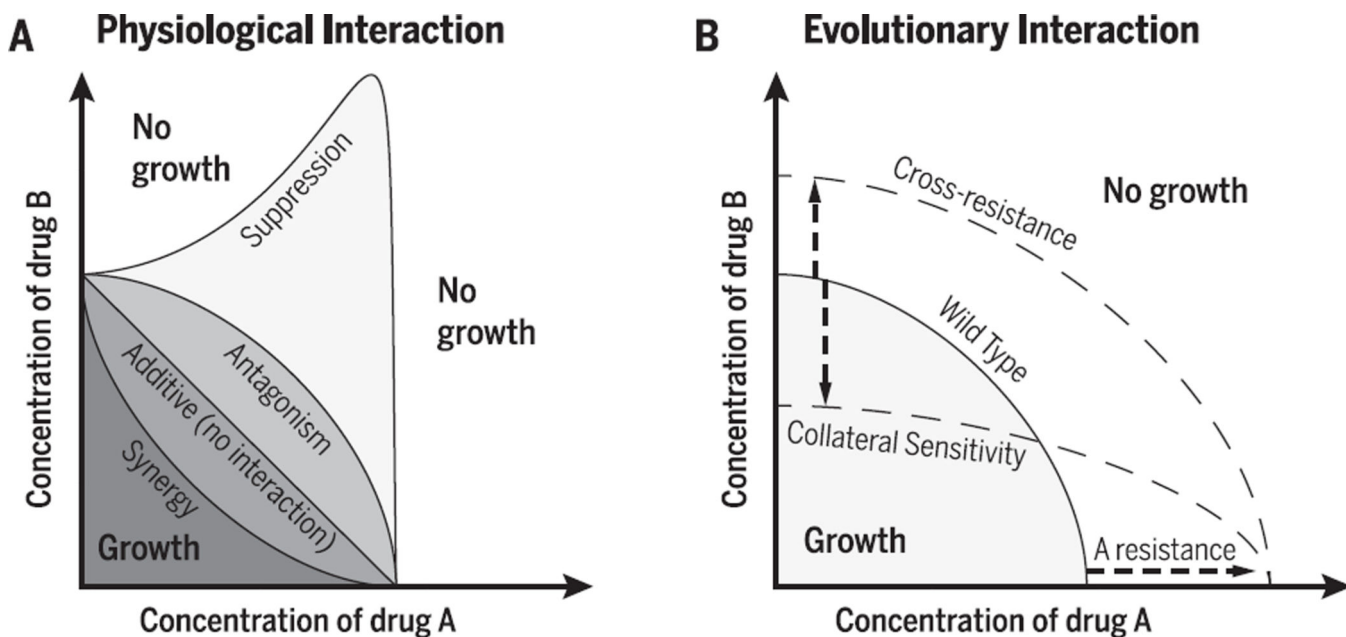 A Physiological Interaction
No
growth
Suppression
No
growth
Antagonism
Additive (no interaction)
Synergy
Growth
Concentration of drug B
Concentration of drug A
B Evolutionary Interaction
Cross-resistance
No growth
Wild Type
Collateral Sensitivity
Growth
A resistance
Concentration of drug B
Concentration of drug A